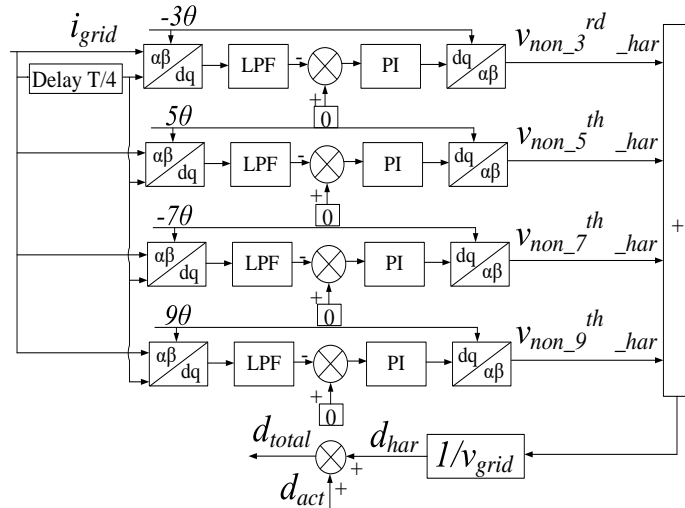 -3θ
i_grid
αβ
dq
LPF
-
PI
dq
αβ
v_non_3^rd_har
Delay T/4
+
0
5θ
αβ
dq
LPF
-
PI
dq
αβ
v_non_5^th_har
+
0
-7θ
αβ
dq
LPF
-
PI
dq
αβ
v_non_7^th_har
+
+
0
9θ
αβ
dq
LPF
-
PI
dq
αβ
v_non_9^th_har
+
0
d_total
d_har
1/v_grid
+
d_act
+